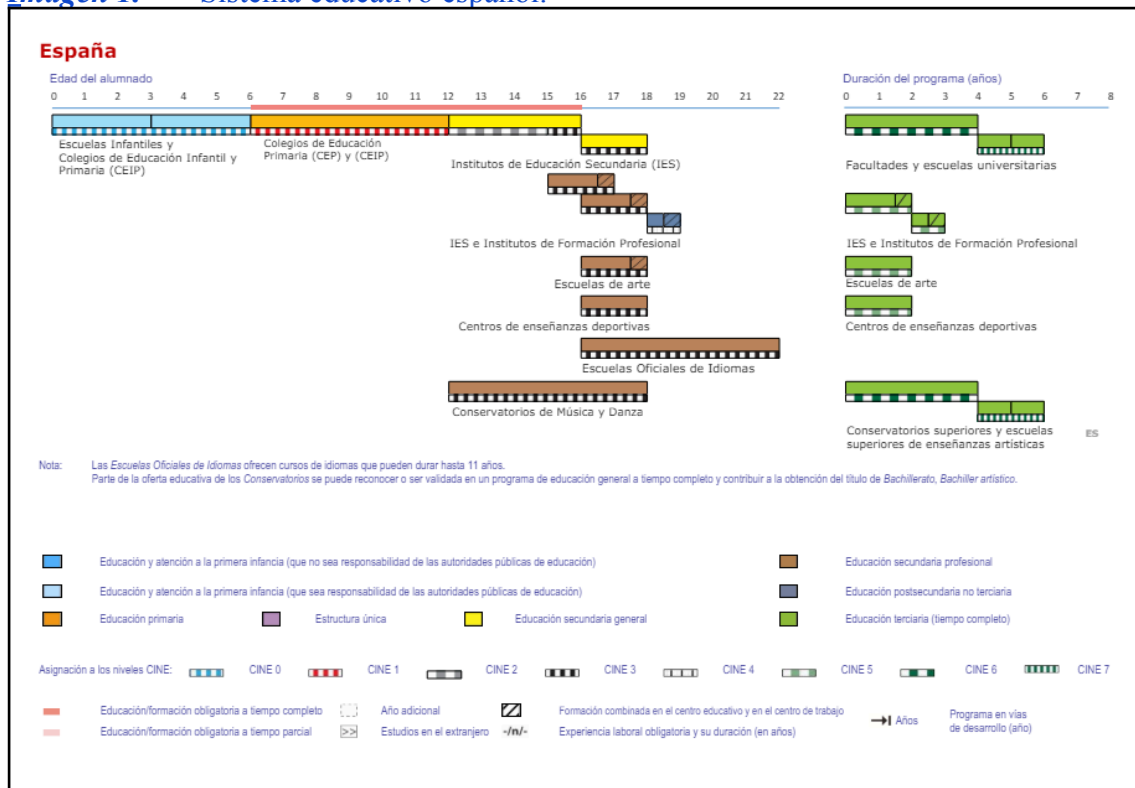 Imagen 1. Sistema educativo español.
España
Edad del alumnado
0 1 2 3 4 5 6 7 8 9 10 11 12 13 14 15 16 17 18 19 20 21 22
Duración del programa (años)
0 1 2 3 4 5 6 7 8
Escuelas Infantiles y
Colegios de Educación Infantil y
Primaria (CEIP)
Colegios de Educación
Primaria (CEP) y (CEIP)
Institutos de Educación Secundaria (IES)
Facultades y escuelas universitarias
IES e Institutos de Formación Profesional
IES e Institutos de Formación Profesional
Escuelas de arte
Escuelas de arte
Centros de enseñanzas deportivas
Centros de enseñanzas deportivas
Escuelas Oficiales de Idiomas
Conservatorios de Música y Danza
Conservatorios superiores y escuelas
superiores de enseñanzas artísticas
ES
Nota: Las Escuelas Oficiales de Idiomas ofrecen cursos de idiomas que pueden durar hasta 11 años.
Parte de la oferta educativa de los Conservatorios se puede reconocer o ser validada en un programa de educación general a tiempo completo y contribuir a la obtención del título de Bachillerato, Bachiller artístico.
Educación y atención a la primera infancia (que no sea responsabilidad de las autoridades públicas de educación)
Educación secundaria profesional
Educación y atención a la primera infancia (que sea responsabilidad de las autoridades públicas de educación)
Educación postsecundaria no terciaria
Educación primaria
Estructura única
Educación secundaria general
Educación terciaria (tiempo completo)
Asignación a los niveles CINE: CINE 0 CINE 1 CINE 2 CINE 3 CINE 4 CINE 5 CINE 6 CINE 7
Educación/formación obligatoria a tiempo completo
Año adicional
Formación combinada en el centro educativo y en el centro de trabajo
Años
Programa en vías
de desarrollo (año)
Educación/formación obligatoria a tiempo parcial
>> Estudios en el extranjero
-/n/- Experiencia laboral obligatoria y su duración (en años)